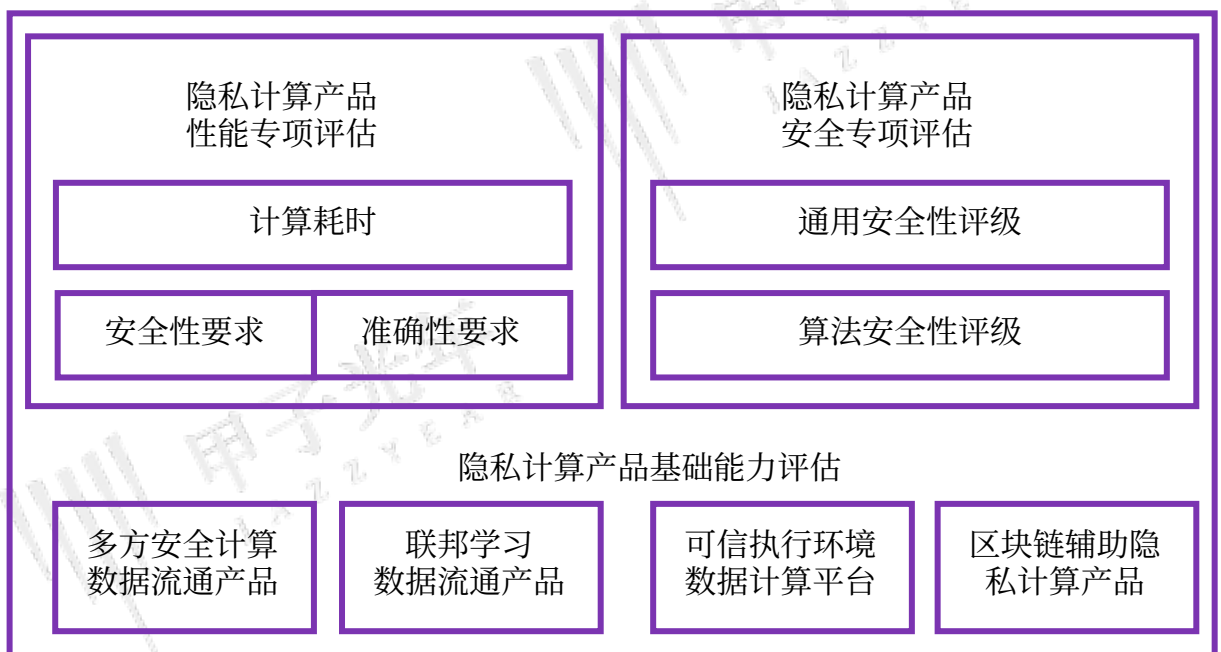 隐私计算产品
性能专项评估
计算耗时
安全性要求
准确性要求
隐私计算产品
安全专项评估
通用安全性评级
算法安全性评级
隐私计算产品基础能力评估
多方安全计算
数据流通产品
联邦学习
数据流通产品
可信执行环境
数据计算平台
区块链辅助隐
私计算产品
甲子光年
JAZZYEAR